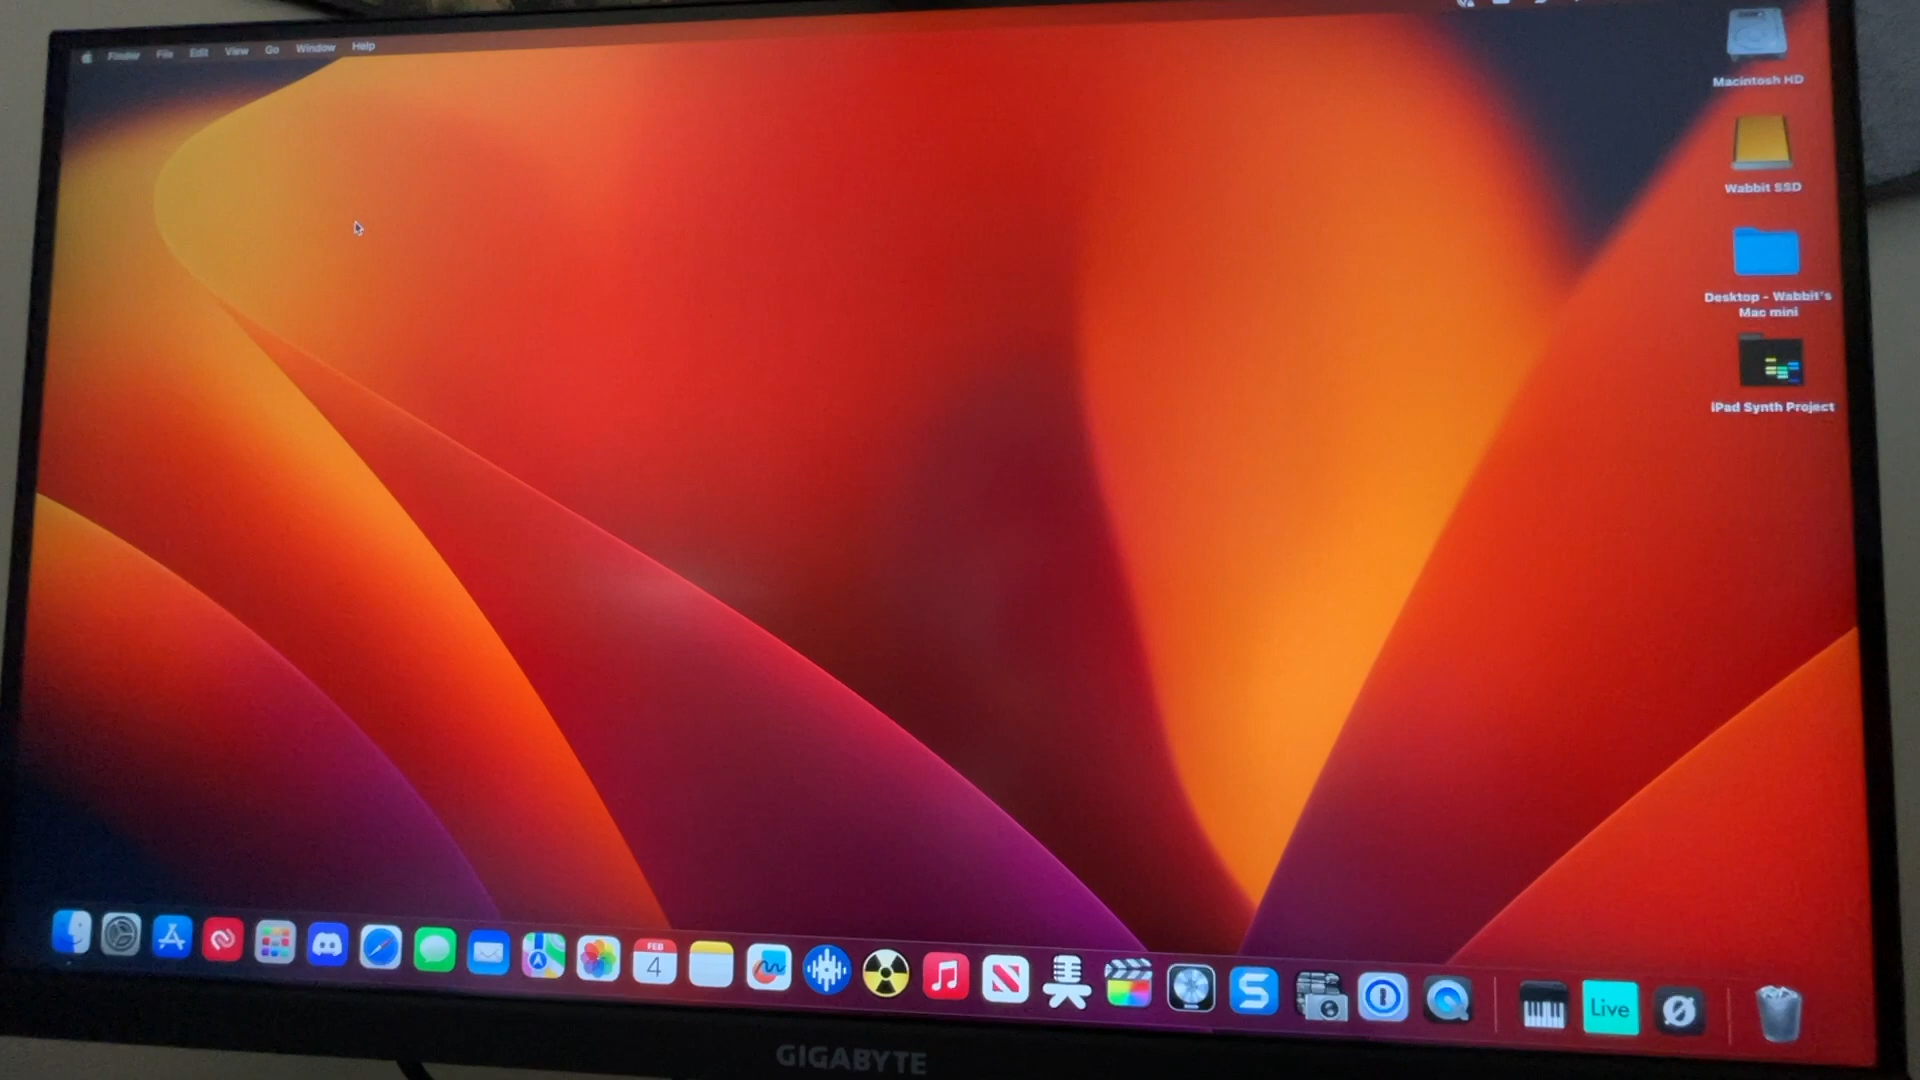 Finder File Edit View Go Window Help
Macintosh HD
Wabbit SSD
Desktop - Wabbit's
Mac mini
iPad Synth Project
FEB
4
Live
GIGABYTE